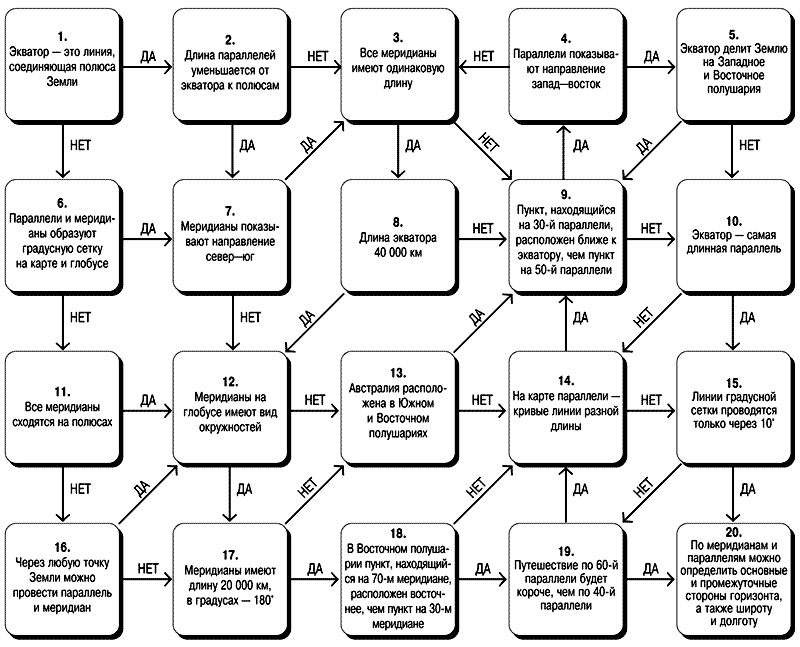 1.
Экватор — это линия,
соединяющая полюса
Земли
ДА
2.
Длина параллелей
уменьшается от
экватора к полюсам
НЕТ
3.
Все меридианы
имеют одинаковую
длину
4.
Параллели показыва-
ют направление
запад—восток
НЕТ
ДА
5.
Экватор делит Землю
на Западное
и Восточное
полушария
НЕТ
ДА
ДА
ДА
НЕТ
ДА
ДА
НЕТ
6.
Параллели и мериди-
аны образуют
градусную сетку
на карте и глобусе
ДА
7.
Меридианы показы-
вают направление
север—юг
8.
Длина экватора
40 000 км
НЕТ
9.
Пункт, находящийся
на 30-й параллели,
расположен ближе к
экватору, чем пункт
на 50-й параллели
НЕТ
10.
Экватор — самая
длинная параллель
НЕТ
НЕТ
ДА
ДА
ДА
НЕТ
ДА
11.
Все меридианы
сходятся на полюсах
ДА
12.
Меридианы на
глобусе имеют вид
окружностей
НЕТ
13.
Австралия располо-
жена в Южном
и Восточном
полушариях
НЕТ
14.
На карте параллели —
кривые линии разной
длины
НЕТ
15.
Линии градусной
сетки проводятся
только через 10°
НЕТ
ДА
ДА
НЕТ
НЕТ
ДА
НЕТ
ДА
16.
Через любую точку
Земли можно
провести параллель
и меридиан
НЕТ
17.
Меридианы имеют
длину 20 000 км,
в градусах — 180°
ДА
18.
В Восточном полуша-
рии пункт, находящий-
ся на 70-м меридиане,
расположен восточ-
нее, чем пункт на 30-м
меридиане
ДА
19.
Путешествие по 60-й
параллели будет
короче, чем по 40-й
параллели
ДА
20.
По меридианам и
параллелям можно
определить основные
и промежуточные
стороны горизонта,
а также широту
и долготу